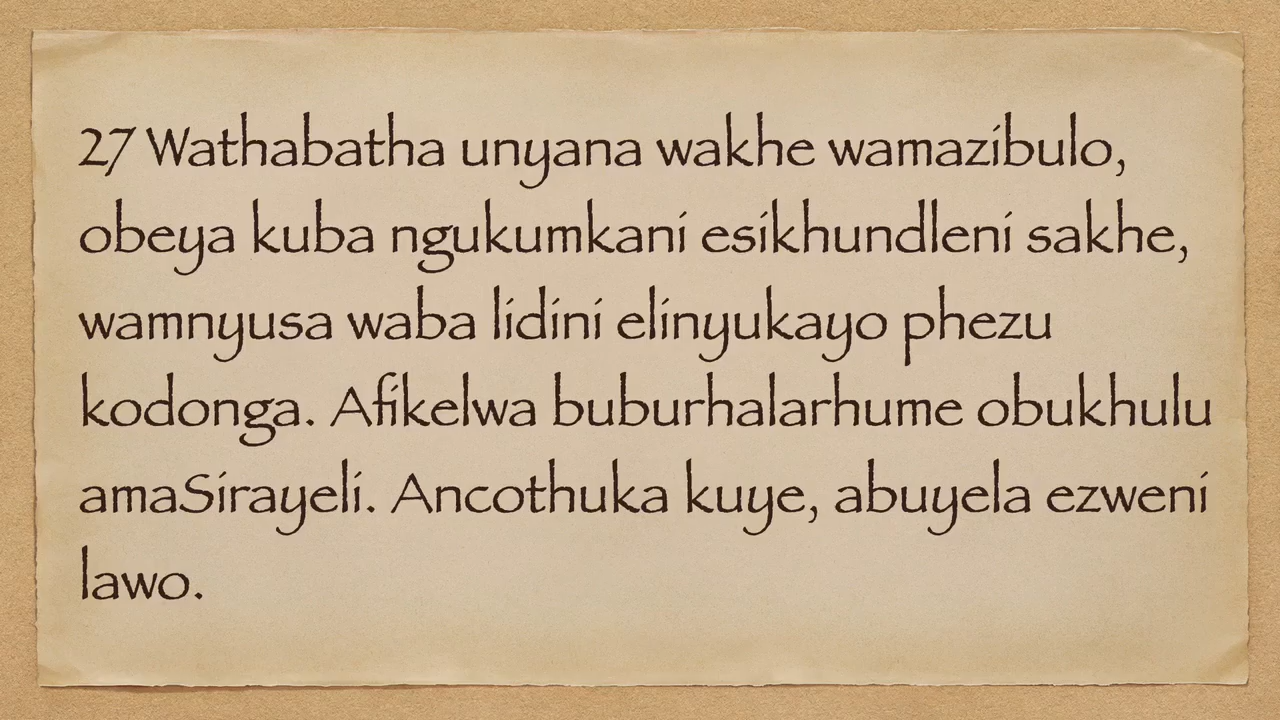 27 Wathabatha unyana wakhe wamazibulo,
obeya kuba ngukumkani esikhundleni sakhe,
wamnyusa waba lidini elinyukayo phezu
kodonga. Afikelwa buburhalarhume obukhulu
amaSirayeli. Ancothuka kuye, abuyela ezweni
lawo.